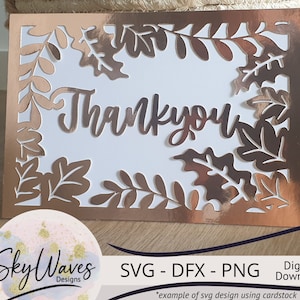 Thankyou
SkyWaves
Designs
SVG - DFX - PNG
*example of svg design using cardstock